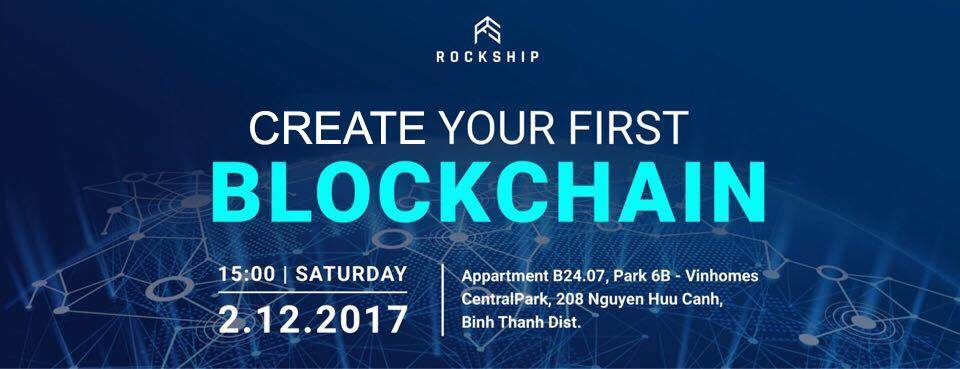 ROCKSHIP
CREATE YOUR FIRST
BLOCKCHAIN
15:00 | SATURDAY
2.12.2017
Appartment B24.07, Park 6B - Vinhomes
CentralPark, 208 Nguyen Huu Canh,
Binh Thanh Dist.